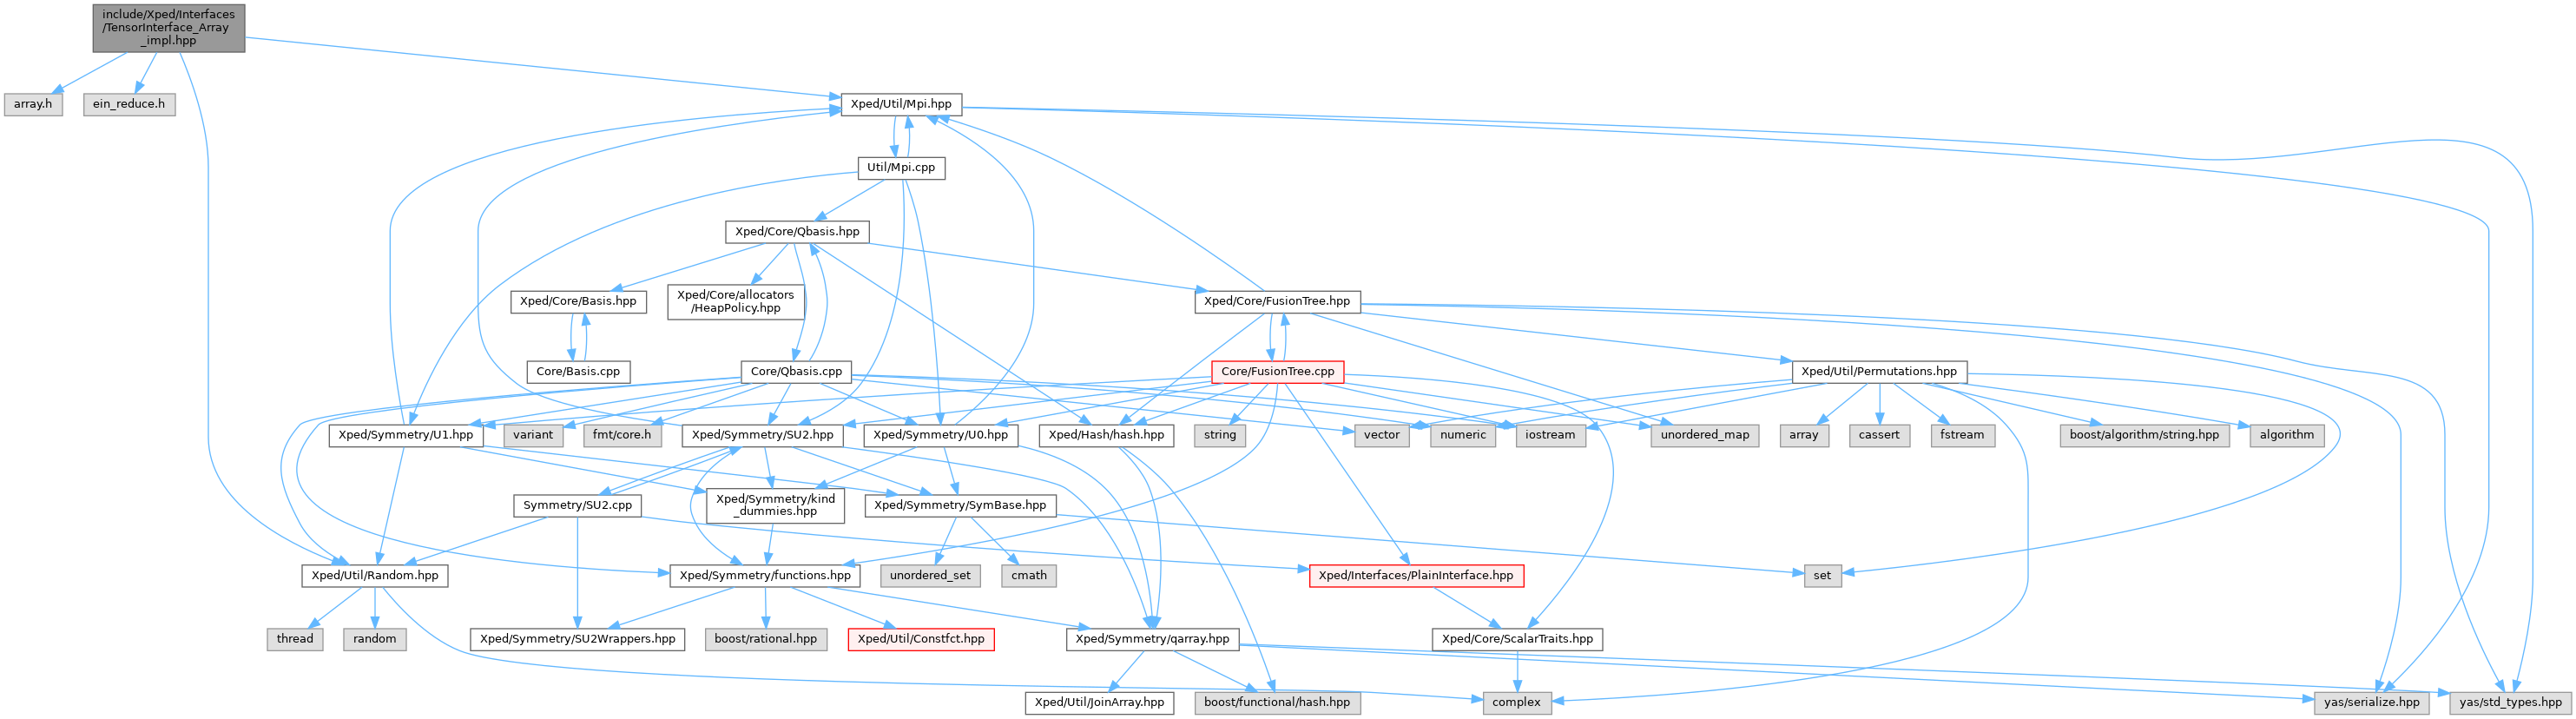 include/Xped/Interfaces
/TensorInterface_Array
_impl.hpp
array.h
ein_reduce.h
Xped/Util/Mpi.hpp
Util/Mpi.cpp
Xped/Core/Qbasis.hpp
Xped/Core/Basis.hpp
Xped/Core/allocators
/HeapPolicy.hpp
Xped/Core/FusionTree.hpp
Core/Basis.cpp
Core/Qbasis.cpp
Core/FusionTree.cpp
Xped/Util/Permutations.hpp
Xped/Symmetry/U1.hpp
variant
fmt/core.h
Xped/Symmetry/SU2.hpp
Xped/Symmetry/U0.hpp
Xped/Hash/hash.hpp
string
vector
numeric
iostream
unordered_map
array
cassert
fstream
boost/algorithm/string.hpp
algorithm
Symmetry/SU2.cpp
Xped/Symmetry/kind
_dummies.hpp
Xped/Symmetry/SymBase.hpp
Xped/Util/Random.hpp
Xped/Symmetry/functions.hpp
unordered_set
cmath
Xped/Interfaces/PlainInterface.hpp
set
thread
random
Xped/Symmetry/SU2Wrappers.hpp
boost/rational.hpp
Xped/Util/Constfct.hpp
Xped/Symmetry/qarray.hpp
Xped/Core/ScalarTraits.hpp
Xped/Util/JoinArray.hpp
boost/functional/hash.hpp
complex
yas/serialize.hpp
yas/std_types.hpp